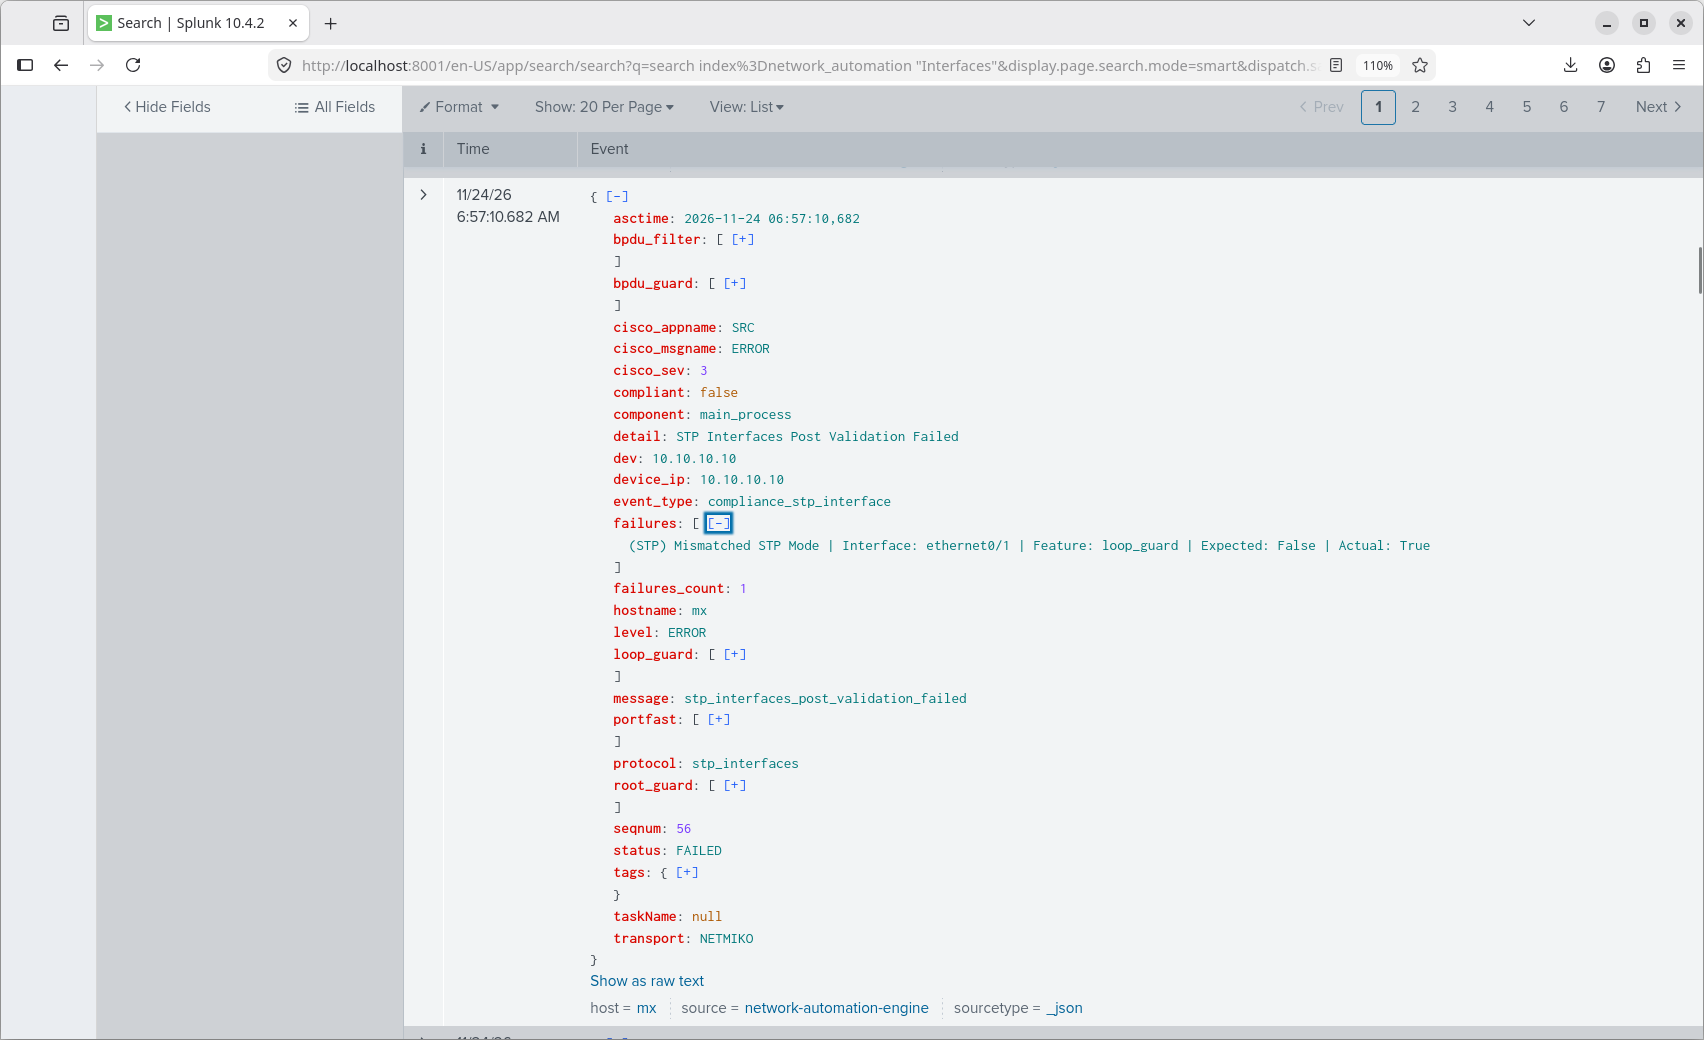 Search | Splunk 10.4.2
http://localhost:8001/en-US/app/search/search?q=search index%3Dnetwork_automation "Interfaces"&display.page.search.mode=smart&dispatch.s
110%
Hide Fields
All Fields
Format
Show: 20 Per Page
View: List
Prev
1
2
3
4
5
6
7
Next
i
Time
Event
11/24/26
6:57:10.682 AM
{ [-]
asctime: 2026-11-24 06:57:10,682
bpdu_filter: [ [+]
]
bpdu_guard: [ [+]
]
cisco_appname: SRC
cisco_msgname: ERROR
cisco_sev: 3
compliant: false
component: main_process
detail: STP Interfaces Post Validation Failed
dev: 10.10.10.10
device_ip: 10.10.10.10
event_type: compliance_stp_interface
failures: [ [-]
(STP) Mismatched STP Mode | Interface: ethernet0/1 | Feature: loop_guard | Expected: False | Actual: True
]
failures_count: 1
hostname: mx
level: ERROR
loop_guard: [ [+]
]
message: stp_interfaces_post_validation_failed
portfast: [ [+]
]
protocol: stp_interfaces
root_guard: [ [+]
]
seqnum: 56
status: FAILED
tags: { [+]
}
taskName: null
transport: NETMIKO
}
Show as raw text
host = mx
source = network-automation-engine
sourcetype = _json